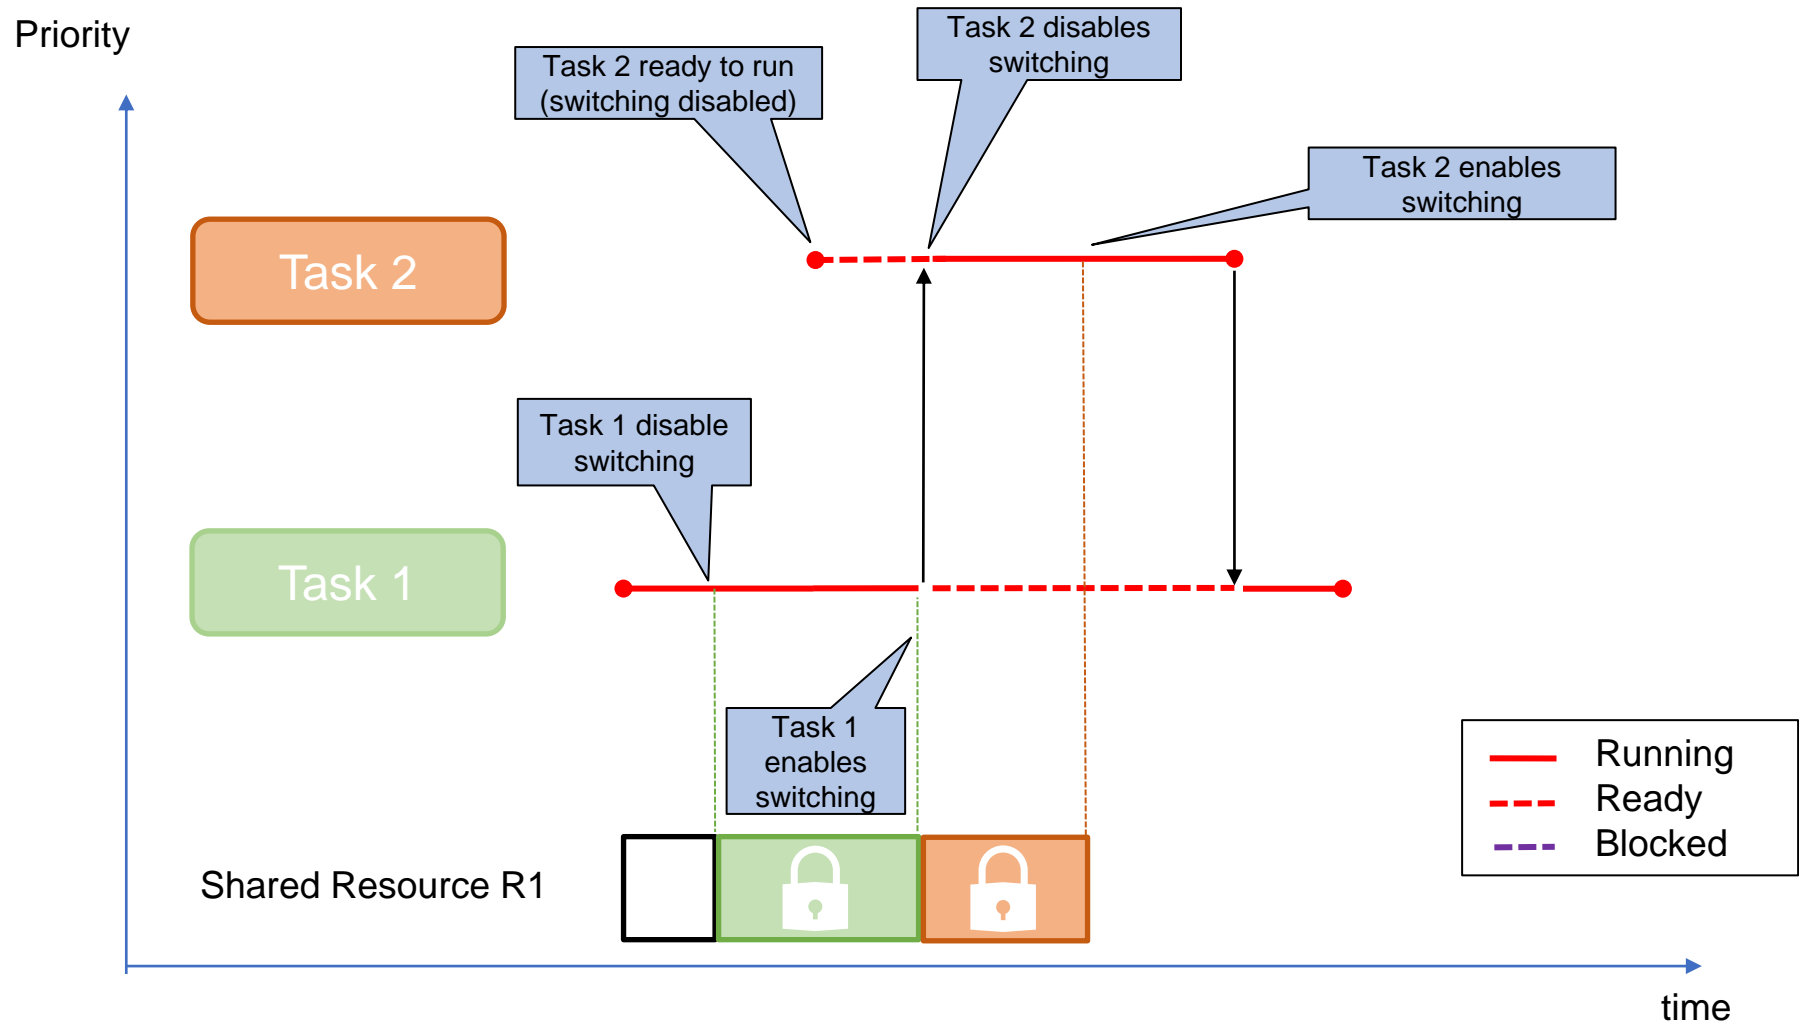 Priority
Task 2 disables
switching
Task 2 ready to run
(switching disabled)
Task 2 enables
switching
Task 2
Task 1 disable
switching
Task 1
Task 1
enables
switching
Running
Ready
Blocked
Shared Resource R1
time